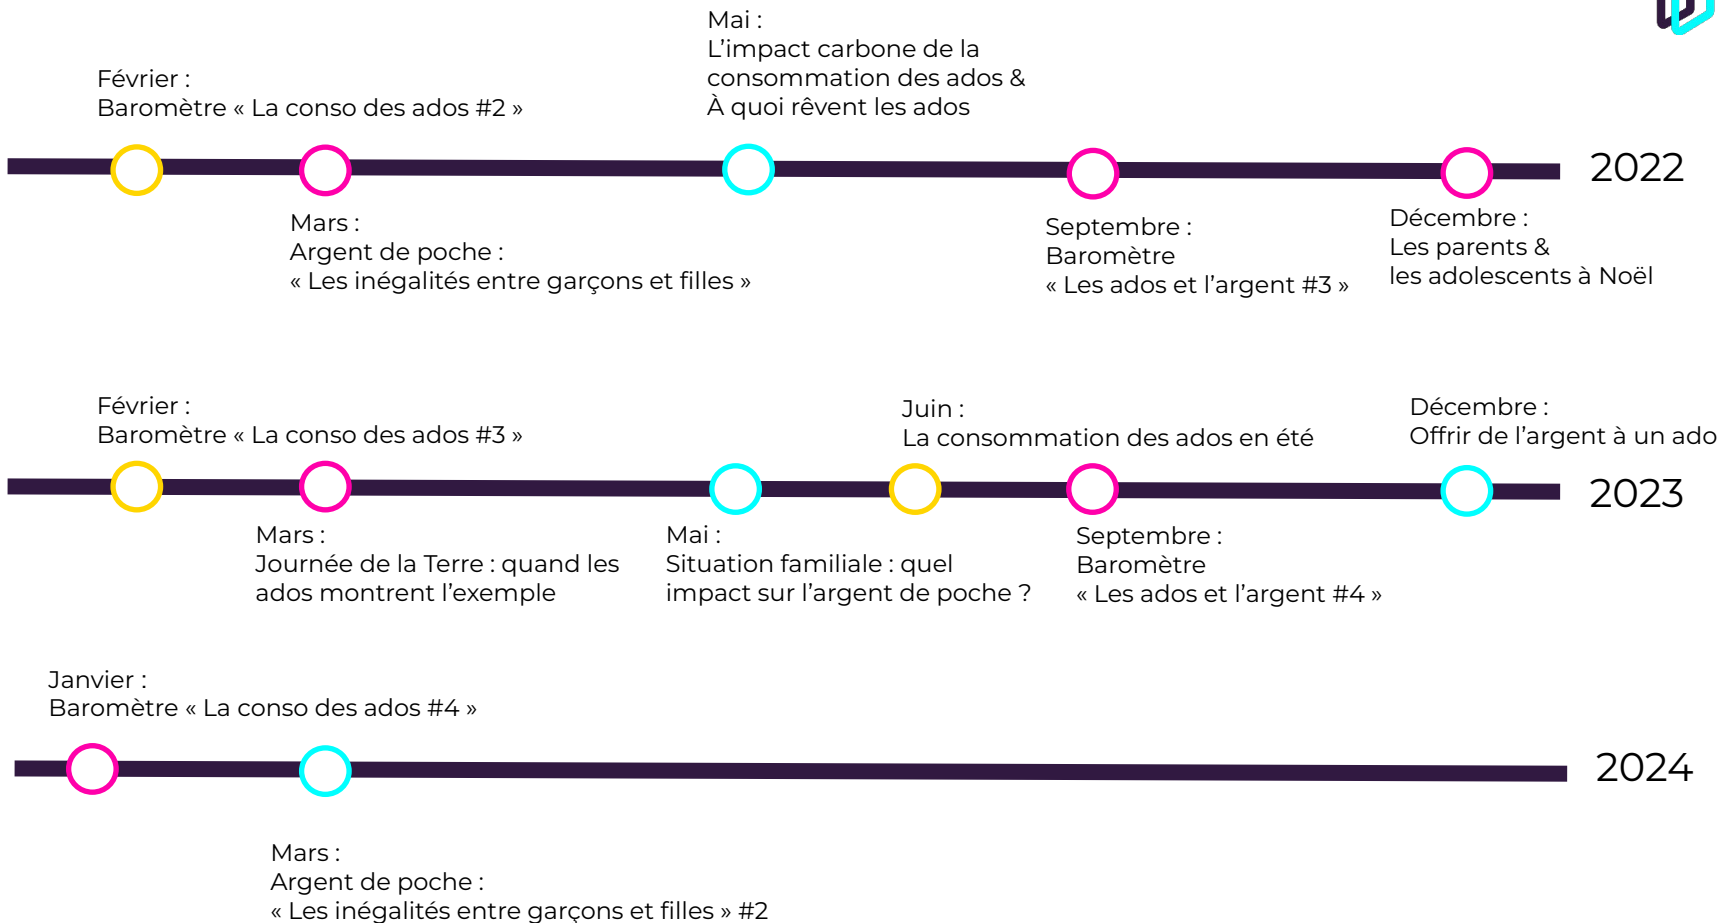 Février :
Baromètre « La conso des ados #2 »
Mai :
L’impact carbone de la
consommation des ados &
À quoi rêvent les ados
2022
Mars :
Argent de poche :
« Les inégalités entre garçons et filles »
Septembre :
Baromètre
« Les ados et l’argent #3 »
Décembre :
Les parents &
les adolescents à Noël
Février :
Baromètre « La conso des ados #3 »
Juin :
La consommation des ados en été
Décembre :
Offrir de l’argent à un ado
2023
Mars :
Journée de la Terre : quand les
ados montrent l’exemple
Mai :
Situation familiale : quel
impact sur l’argent de poche ?
Septembre :
Baromètre
« Les ados et l’argent #4 »
Janvier :
Baromètre « La conso des ados #4 »
2024
Mars :
Argent de poche :
« Les inégalités entre garçons et filles » #2